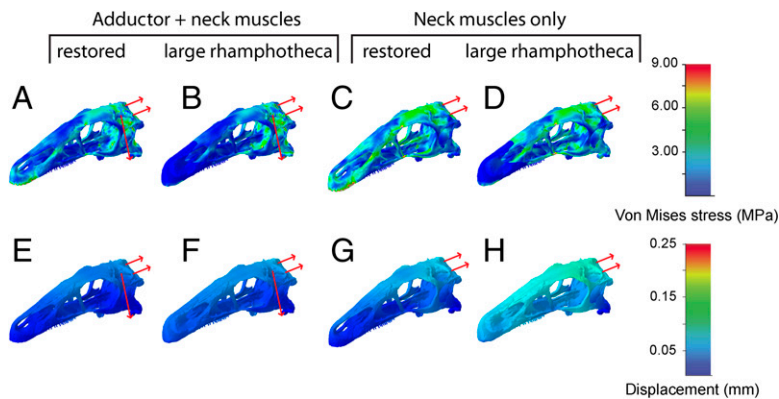 Adductor + neck muscles
Neck muscles only
restored
large rhamphotheca
restored
large rhamphotheca
A
B
C
D
9.00
6.00
3.00
Von Mises stress (MPa)
E
F
G
H
0.25
0.15
0.05
Displacement (mm)